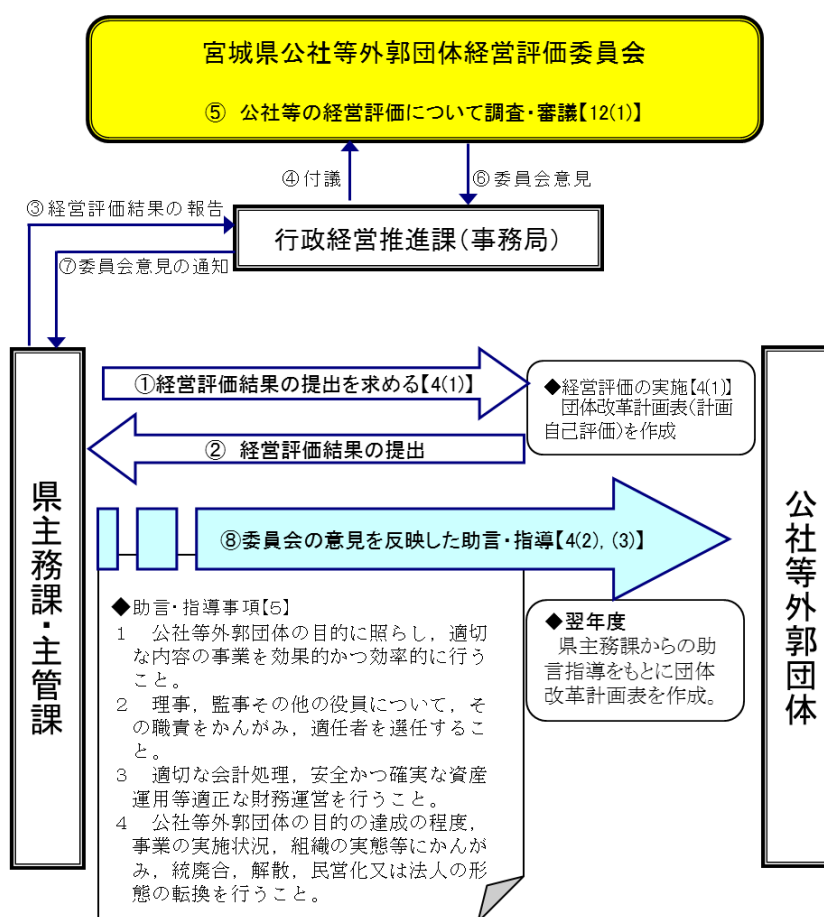 宮城県公社等外郭団体経営評価委員会
⑤ 公社等の経営評価について調査・審議【12(1)】
④付議
⑥委員会意見
③経営評価結果の報告
行政経営推進課(事務局)
⑦委員会意見の通知
県主務課・主管課
①経営評価結果の提出を求める【4(1)】
◆経営評価の実施【4(1)】
団体改革計画表(計画
自己評価)を作成
② 経営評価結果の提出
⑧委員会の意見を反映した助言・指導【4(2),(3)】
◆助言・指導事項【5】
1 公社等外郭団体の目的に照らし,適切
な内容の事業を効果的かつ効率的に行う
こと。
2 理事,監事その他の役員について,そ
の職責をかんがみ,適任者を選任するこ
と。
3 適切な会計処理,安全かつ確実な資産
運用等適正な財務運営を行うこと。
4 公社等外郭団体の目的の達成の程度,
事業の実施状況,組織の実態等にかんが
み,統廃合,解散,民営化又は法人の形
態の転換を行うこと。
◆翌年度
県主務課からの助
言指導をもとに団体
改革計画表を作成。
公社等外郭団体